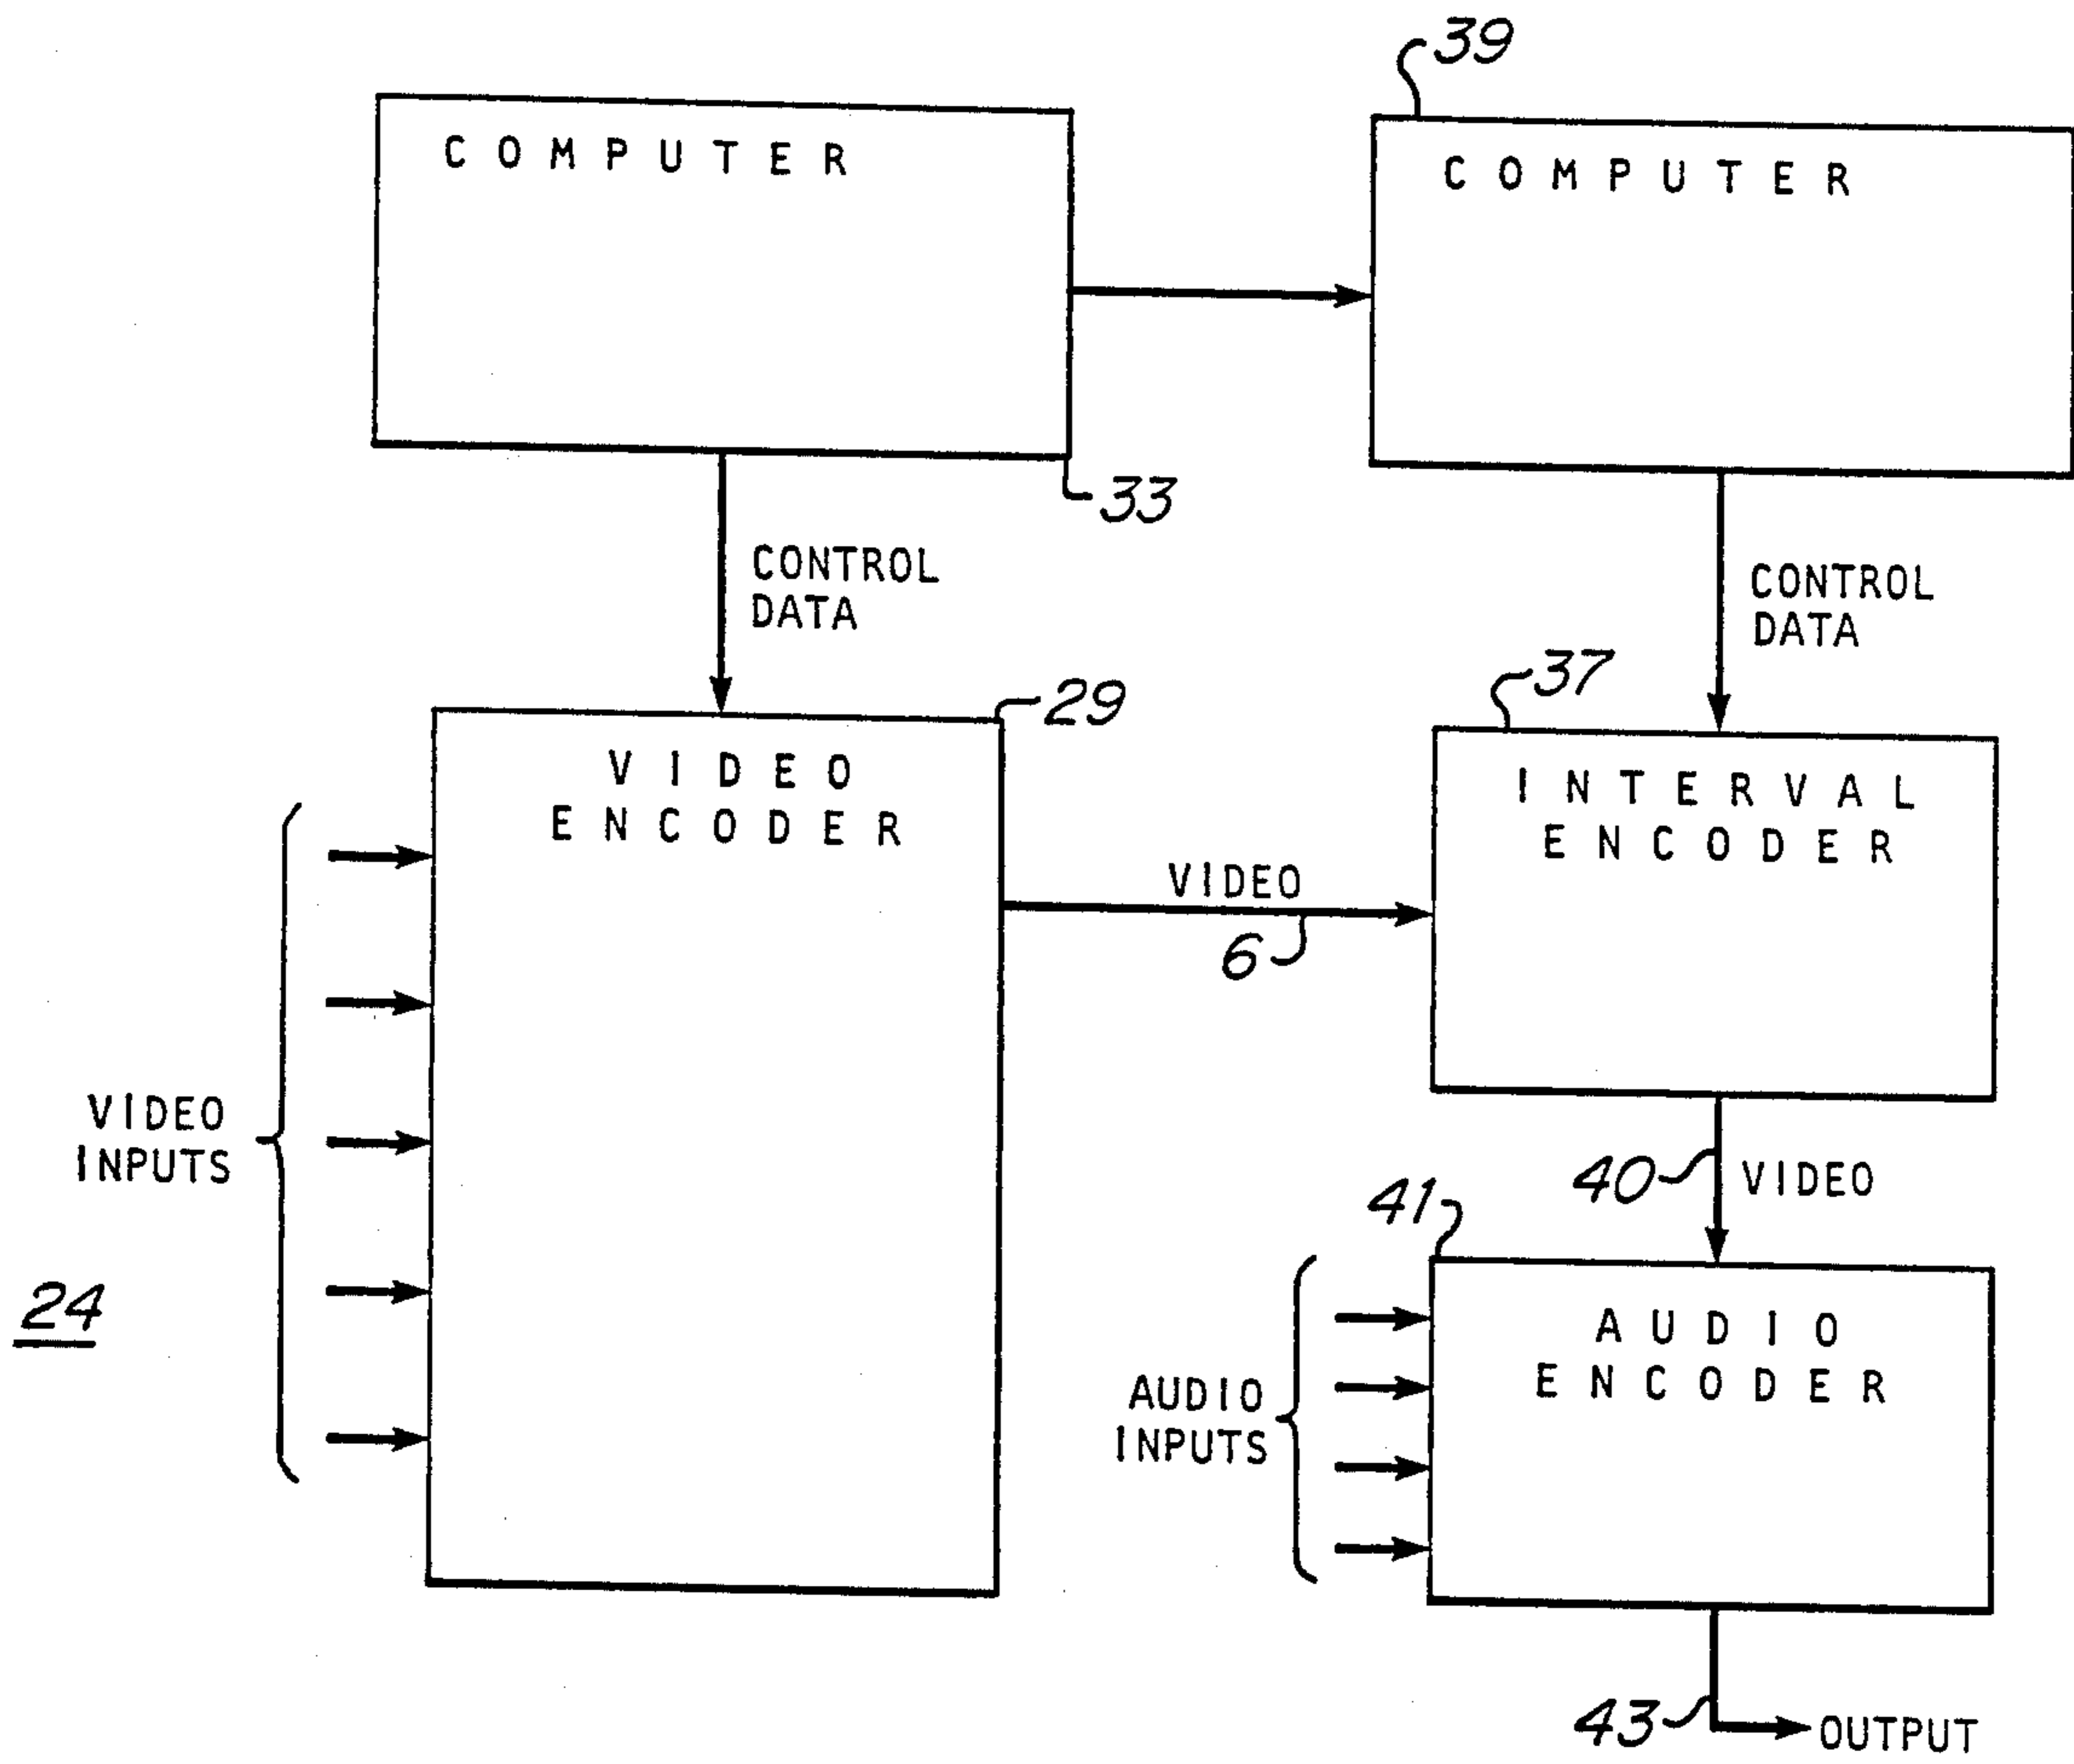 39
COMPUTER
COMPUTER
33
CONTROL
DATA
CONTROL
DATA
37
29
VIDEO
ENCODER
INTERVAL
ENCODER
VIDEO
6
VIDEO
INPUTS
40
VIDEO
41
24
AUDIO
ENCODER
AUDIO
INPUTS
43
OUTPUT